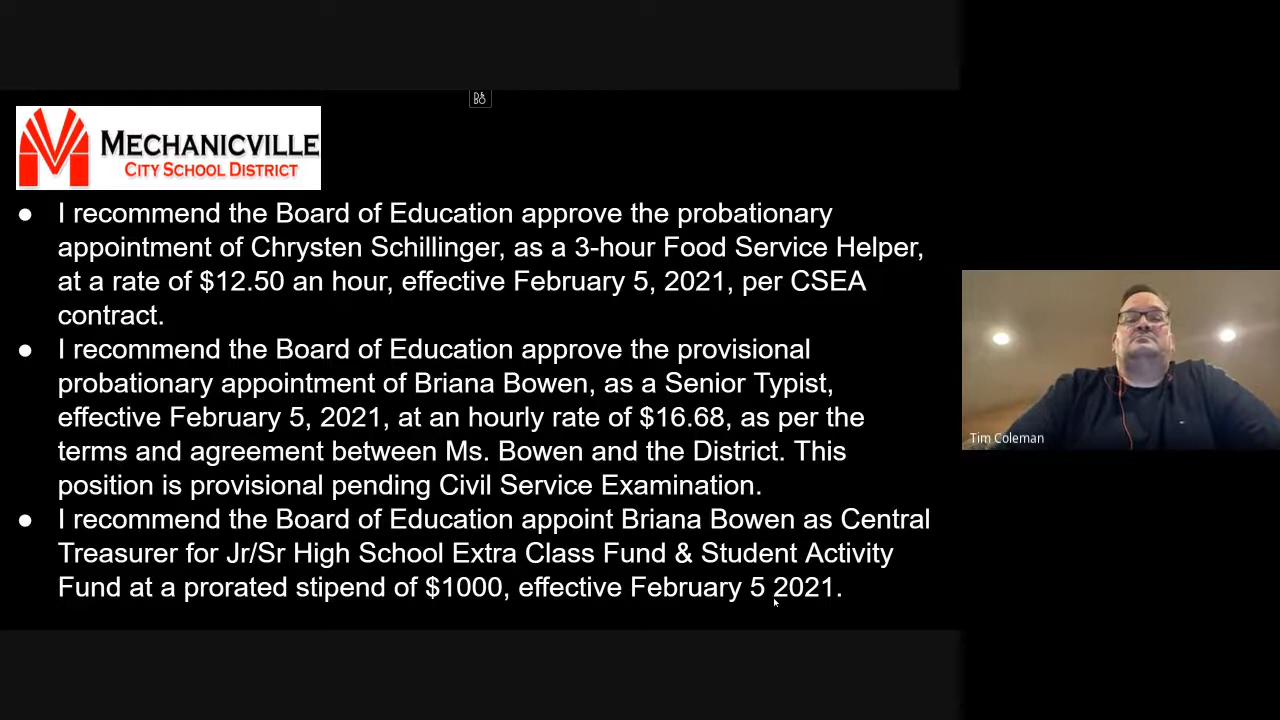 D&
BO
MECHANICVILLE
CITY SCHOOL DISTRICT
● I recommend the Board of Education approve the probationary
appointment of Chrysten Schillinger, as a 3-hour Food Service Helper,
at a rate of $12.50 an hour, effective February 5, 2021, per CSEA
contract.
● I recommend the Board of Education approve the provisional
probationary appointment of Briana Bowen, as a Senior Typist,
effective February 5, 2021, at an hourly rate of $16.68, as per the
terms and agreement between Ms. Bowen and the District. This
position is provisional pending Civil Service Examination.
● I recommend the Board of Education appoint Briana Bowen as Central
Treasurer for Jr/Sr High School Extra Class Fund & Student Activity
Fund at a prorated stipend of $1000, effective February 5 2021.
Tim Coleman